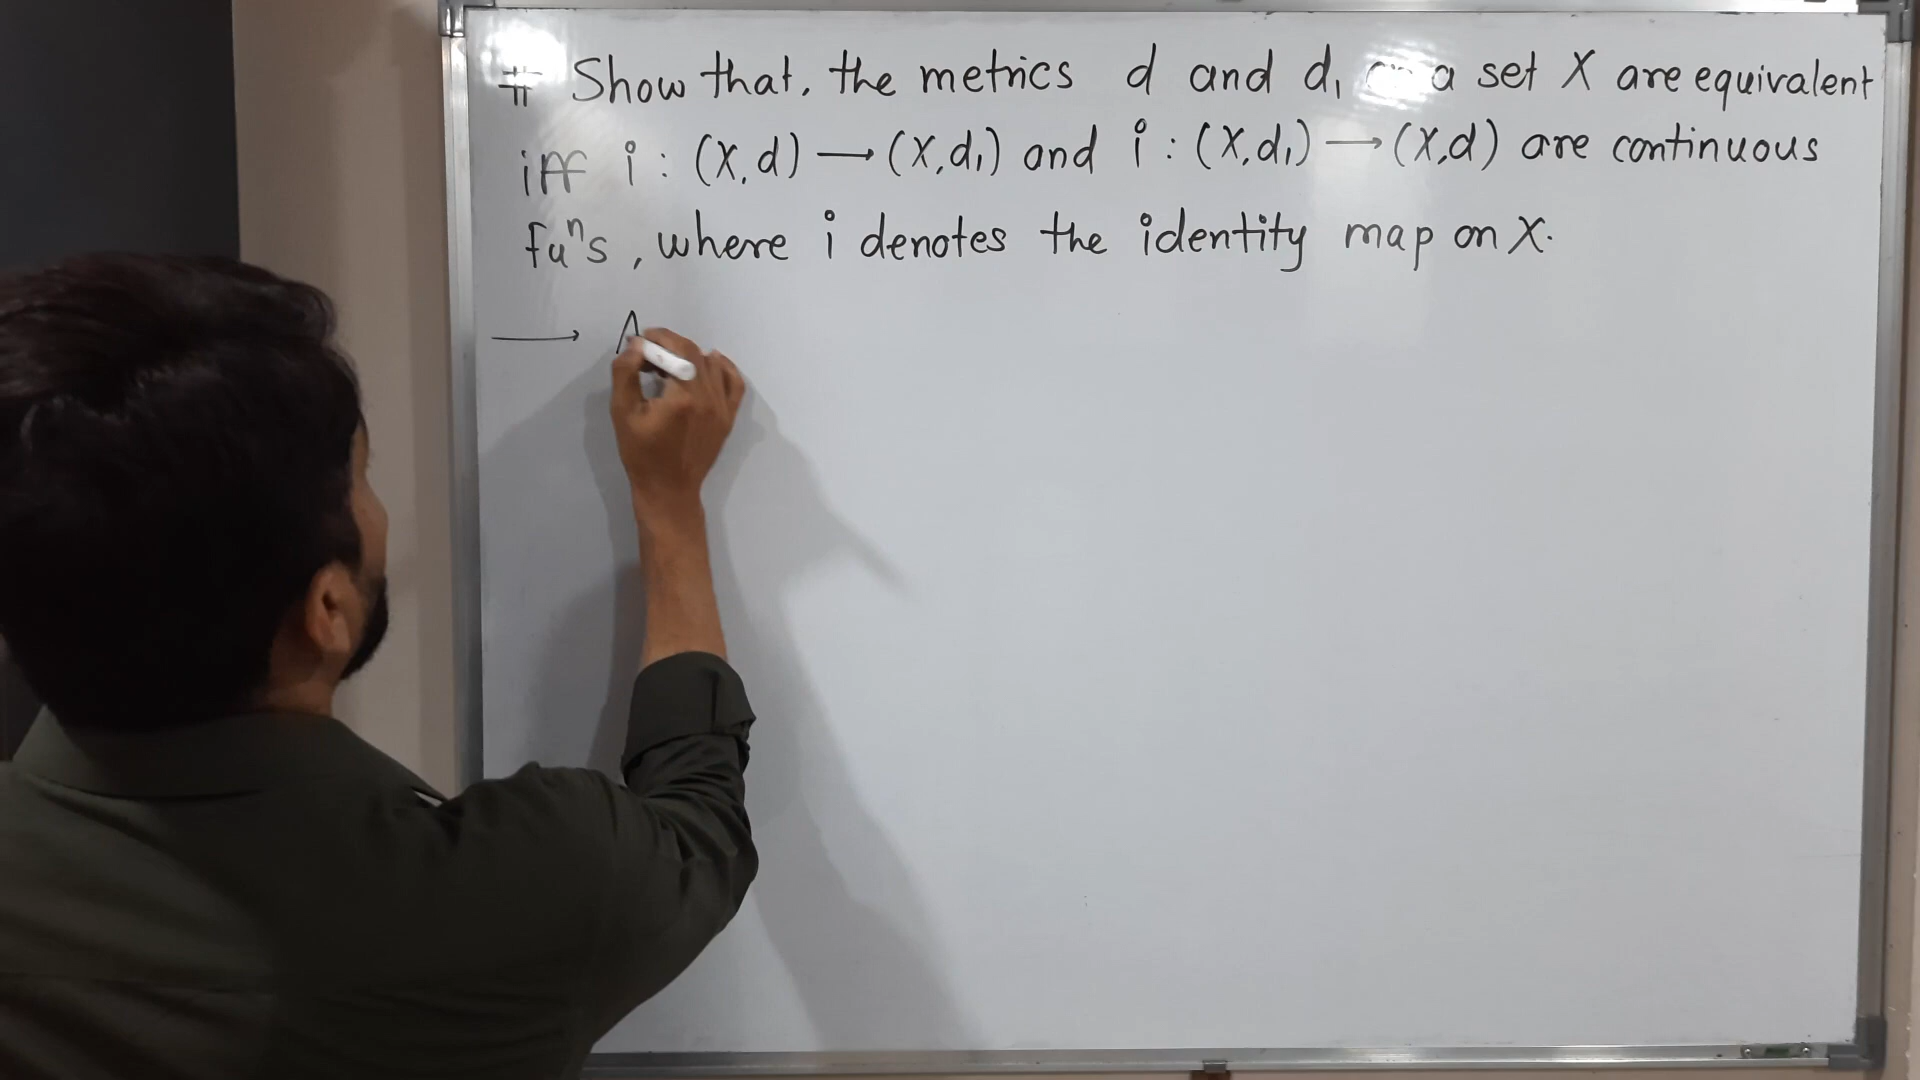 # Show that, the metrics d and d₁ a set X are equivalent
iff i : (X,d) → (X,d₁) and i : (X,d₁) → (X,d) are continuous
fuⁿs, where i denotes the identity map on X.
→ A